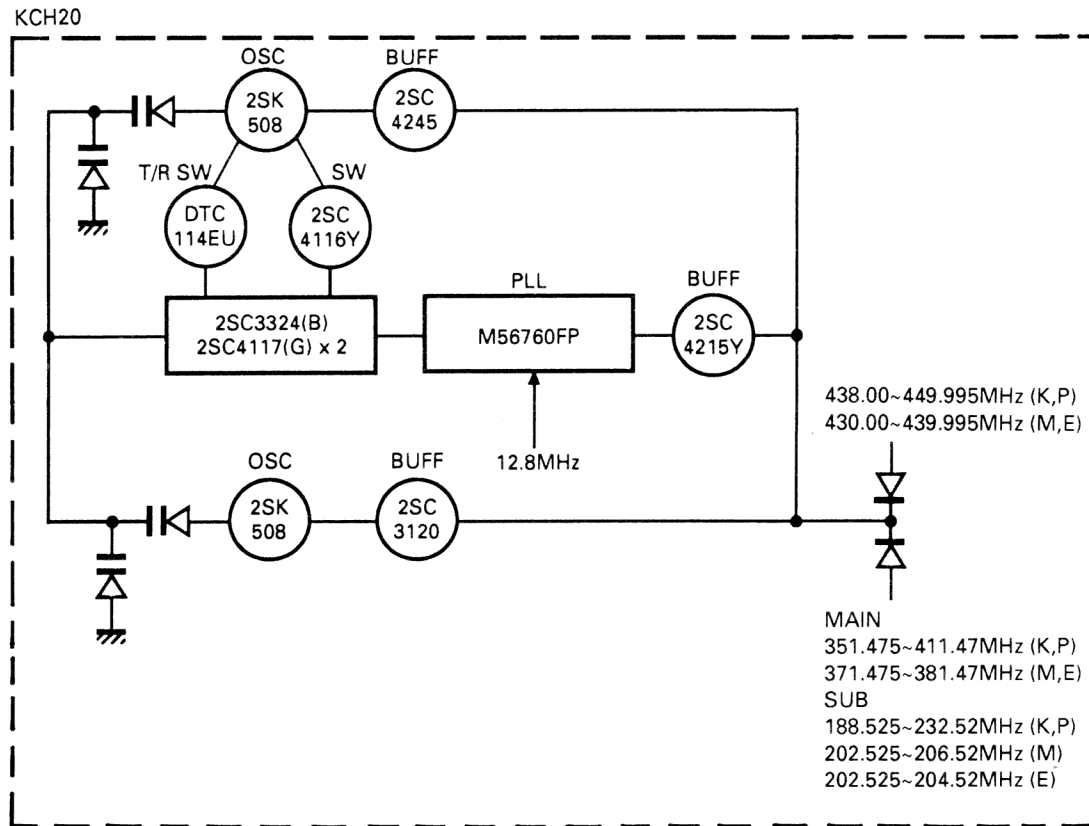 KCH20
OSC
BUFF
2SK
508
2SC
4245
T/R SW
SW
DTC
114EU
2SC
4116Y
PLL
BUFF
2SC3324(B)
2SC4117(G) x 2
M56760FP
2SC
4215Y
12.8MHz
438.00~449.995MHz (K,P)
430.00~439.995MHz (M,E)
OSC
BUFF
2SK
508
2SC
3120
MAIN
351.475~411.47MHz (K,P)
371.475~381.47MHz (M,E)
SUB
188.525~232.52MHz (K,P)
202.525~206.52MHz (M)
202.525~204.52MHz (E)